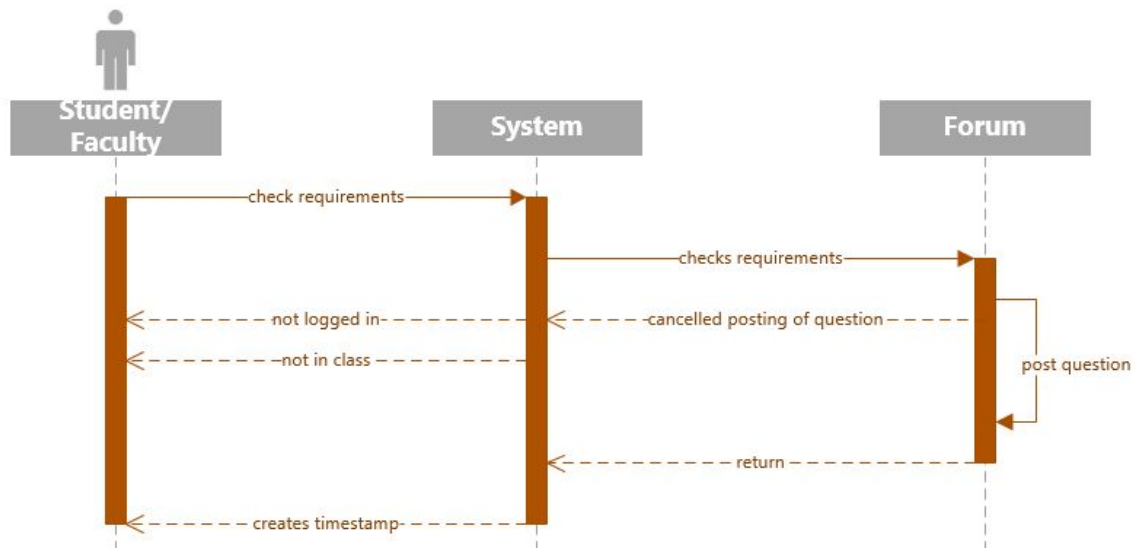 Student/
Faculty
System
Forum
check requirements
checks requirements
not logged in
cancelled posting of question
not in class
post question
return
creates timestamp